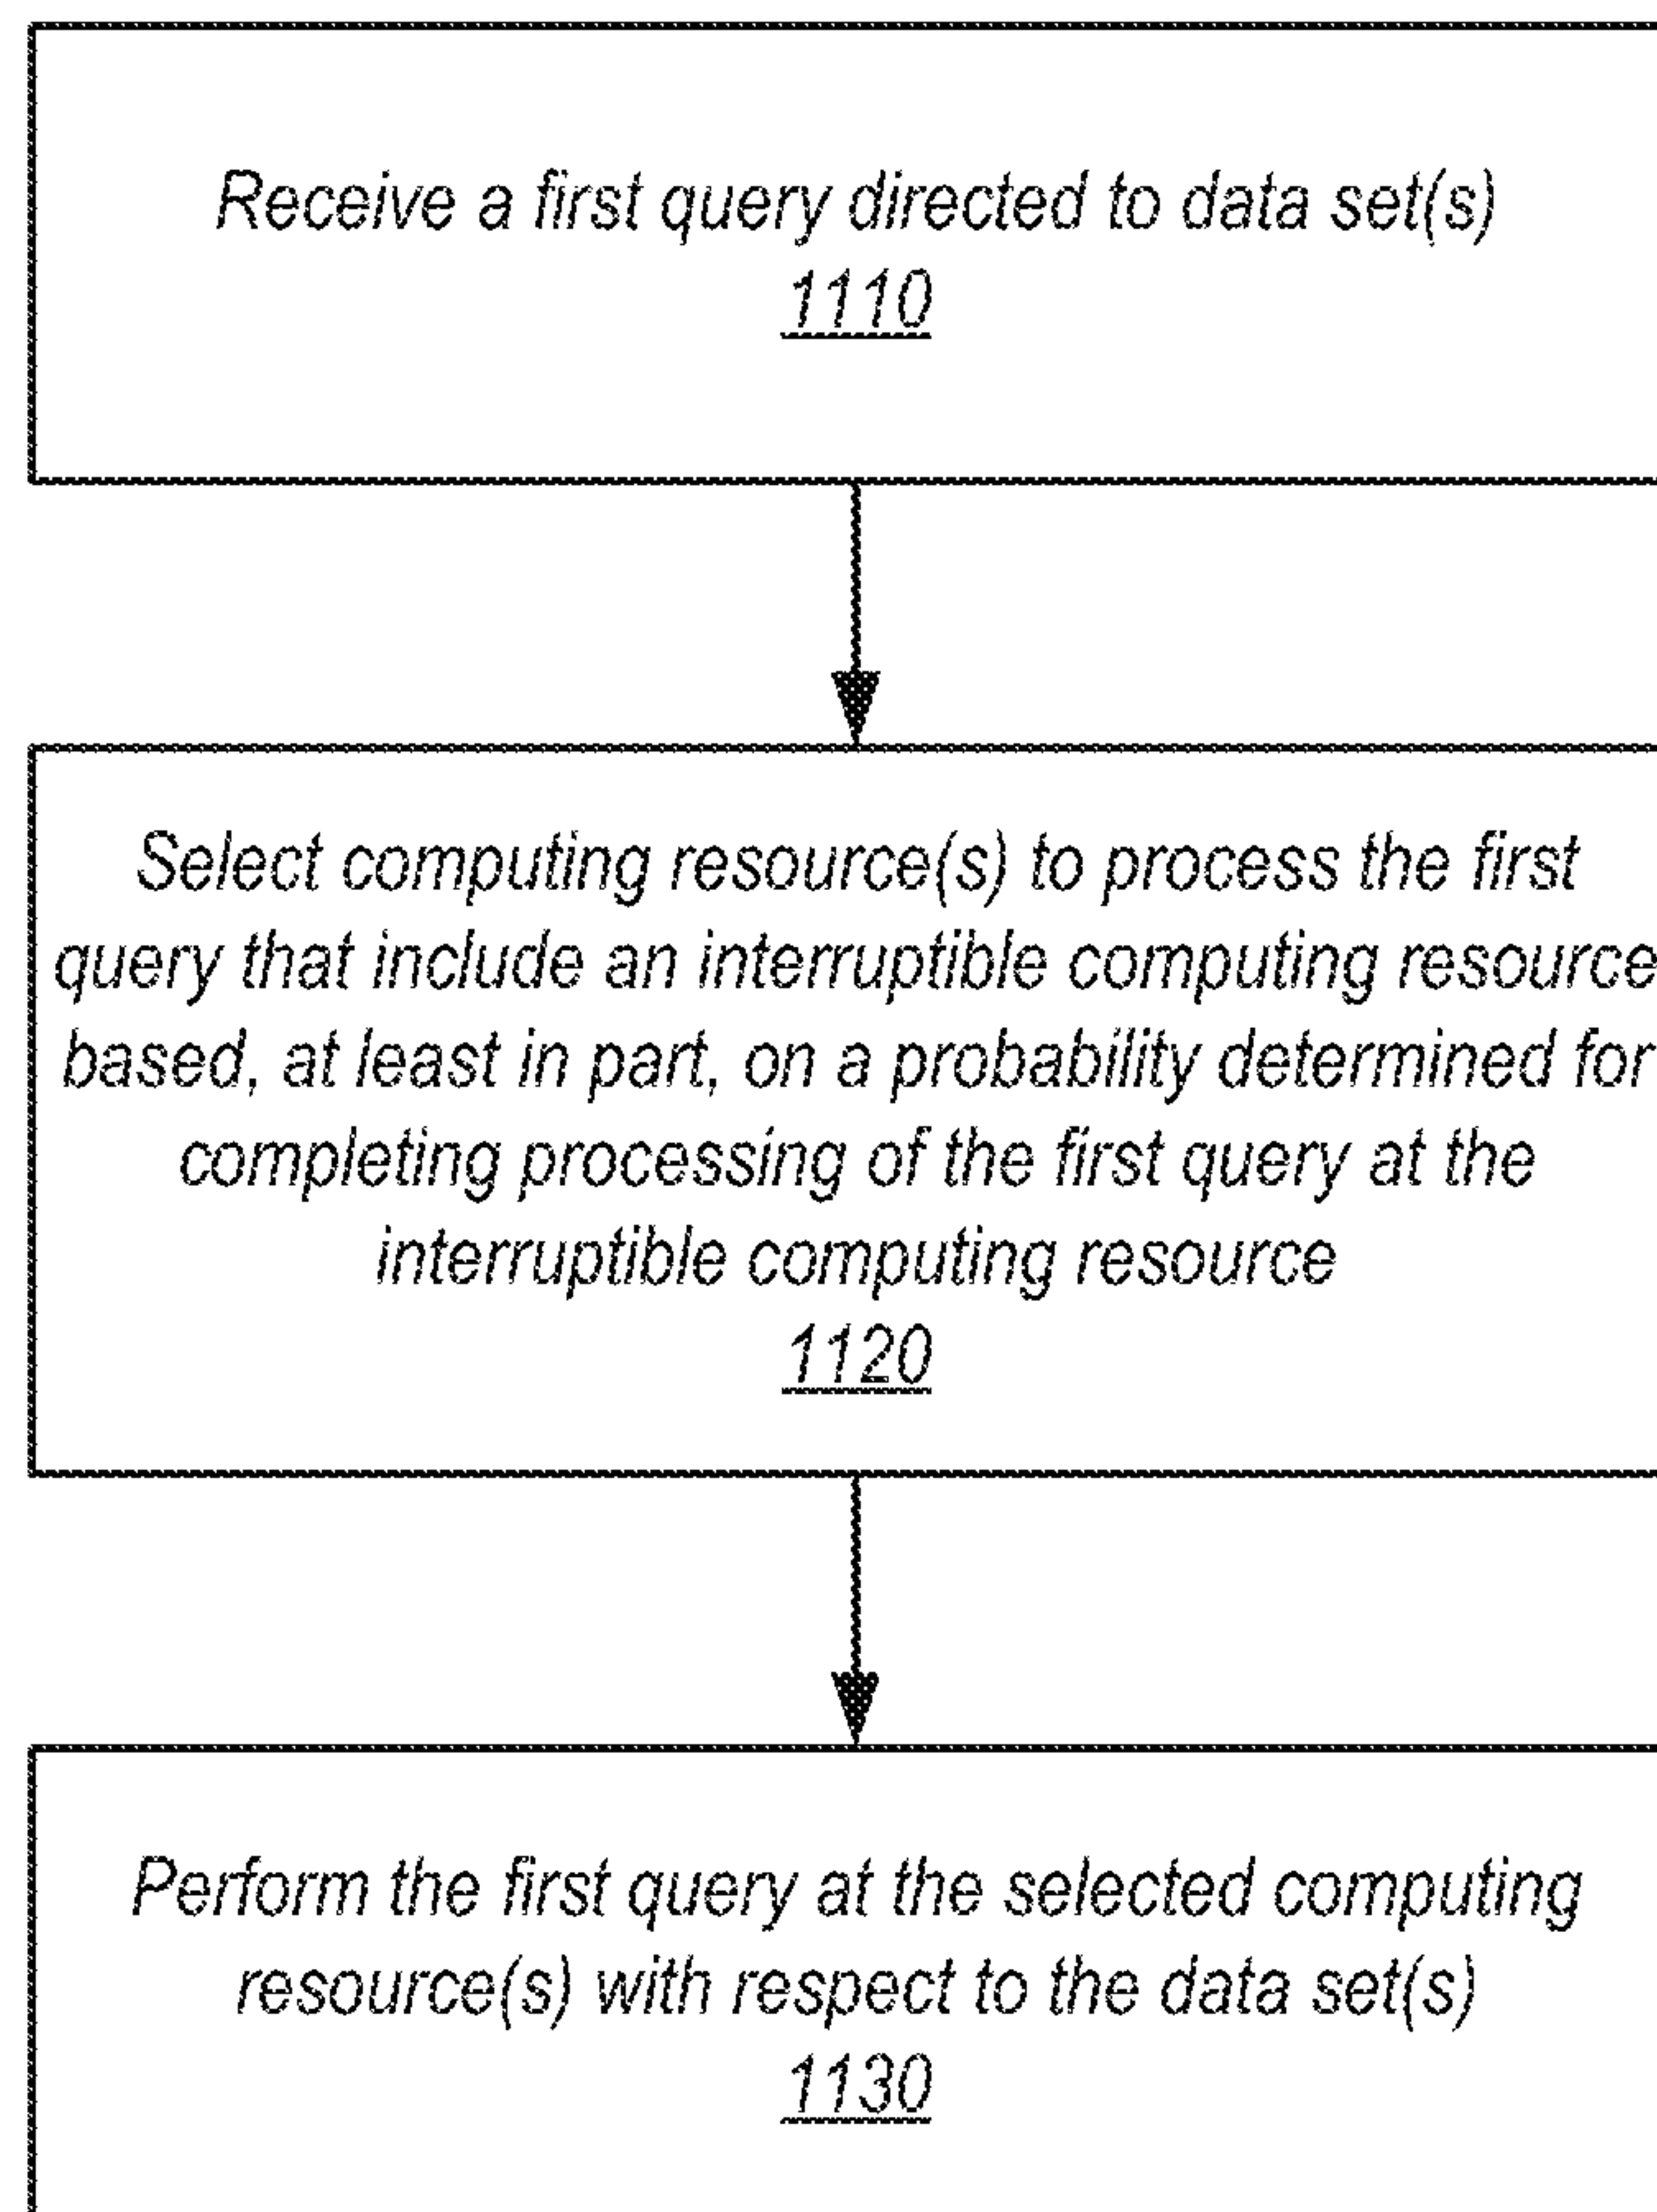 Receive a first query directed to data set(s)
1110
Select computing resource(s) to process the first
query that include an interruptible computing resource
based, at least in part, on a probability determined for
completing processing of the first query at the
interruptible computing resource
1120
Perform the first query at the selected computing
resource(s) with respect to the data set(s)
1130